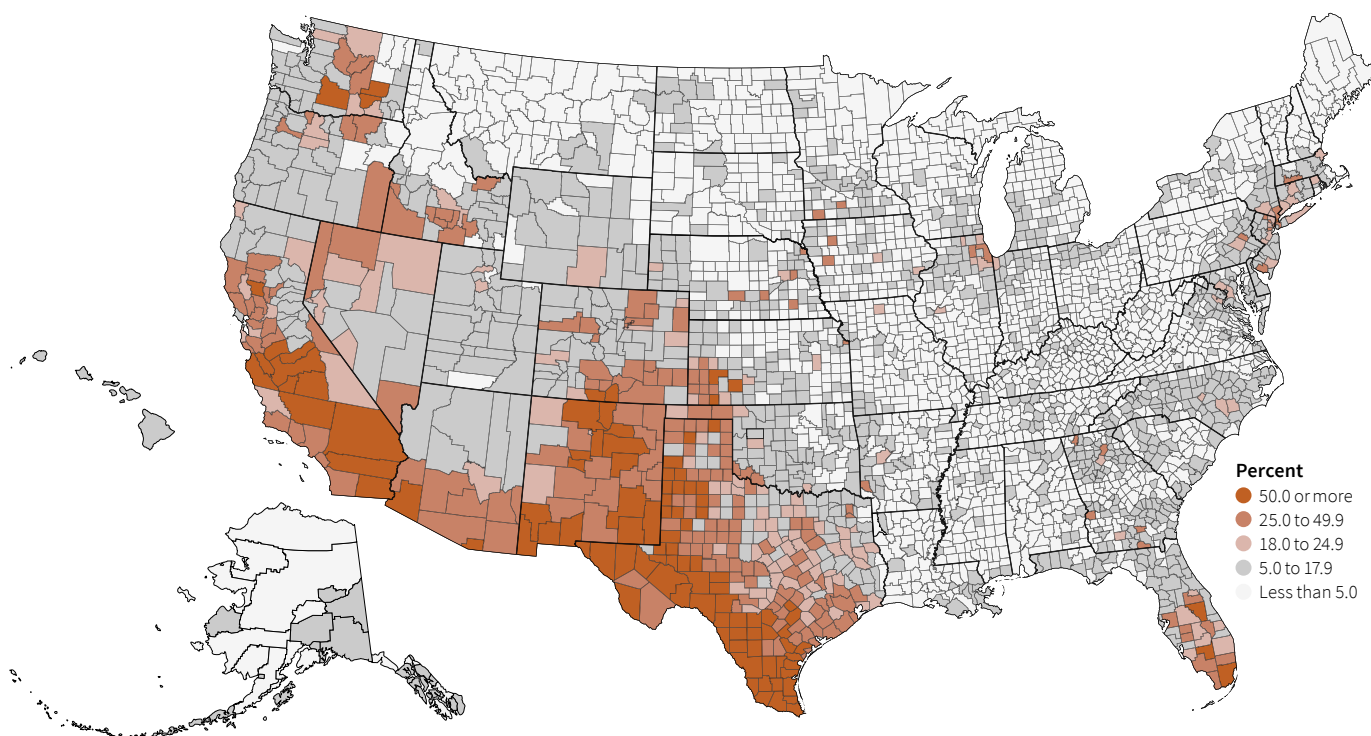 Percent
50.0 or more
25.0 to 49.9
18.0 to 24.9
5.0 to 17.9
Less than 5.0